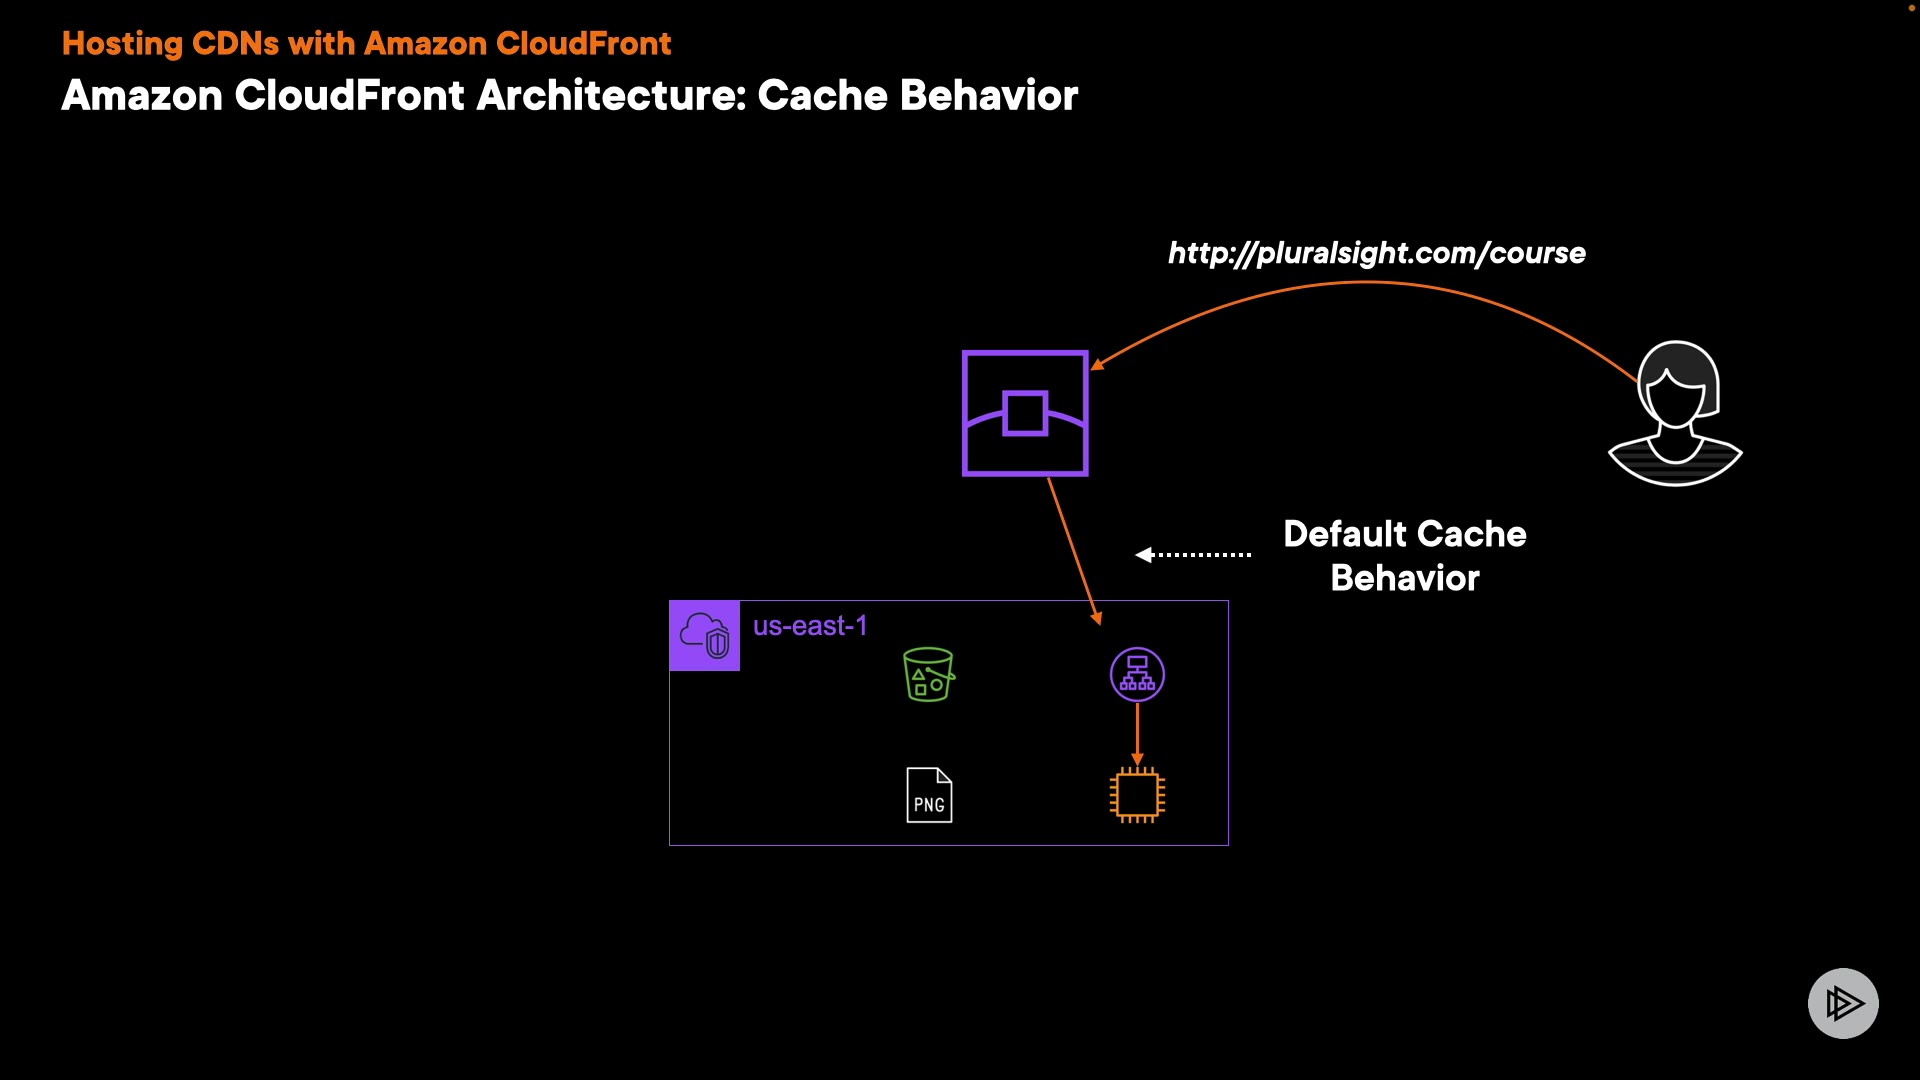 Hosting CDNs with Amazon CloudFront
Amazon CloudFront Architecture: Cache Behavior
http://pluralsight.com/course
Default Cache
Behavior
us-east-1
PNG